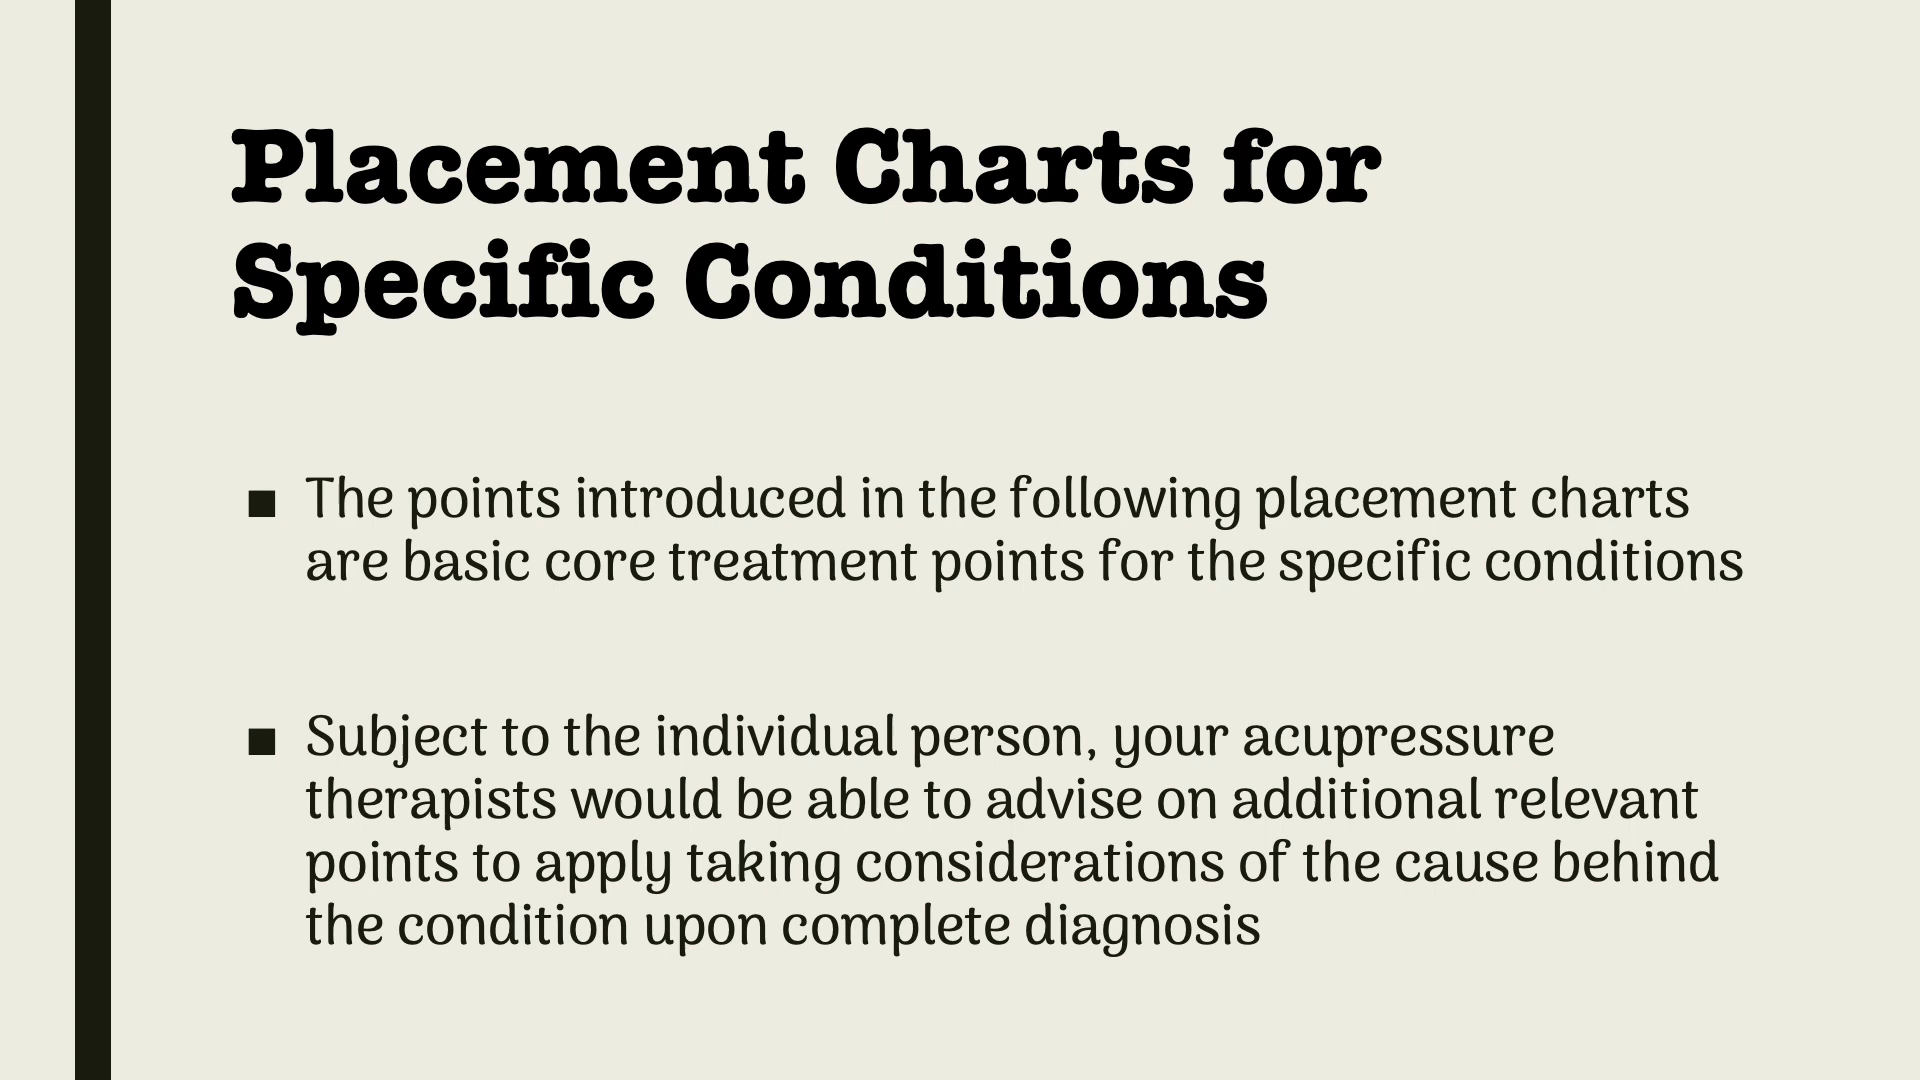 Placement Charts for
Specific Conditions
■ The points introduced in the following placement charts
are basic core treatment points for the specific conditions
■ Subject to the individual person, your acupressure
therapists would be able to advise on additional relevant
points to apply taking considerations of the cause behind
the condition upon complete diagnosis